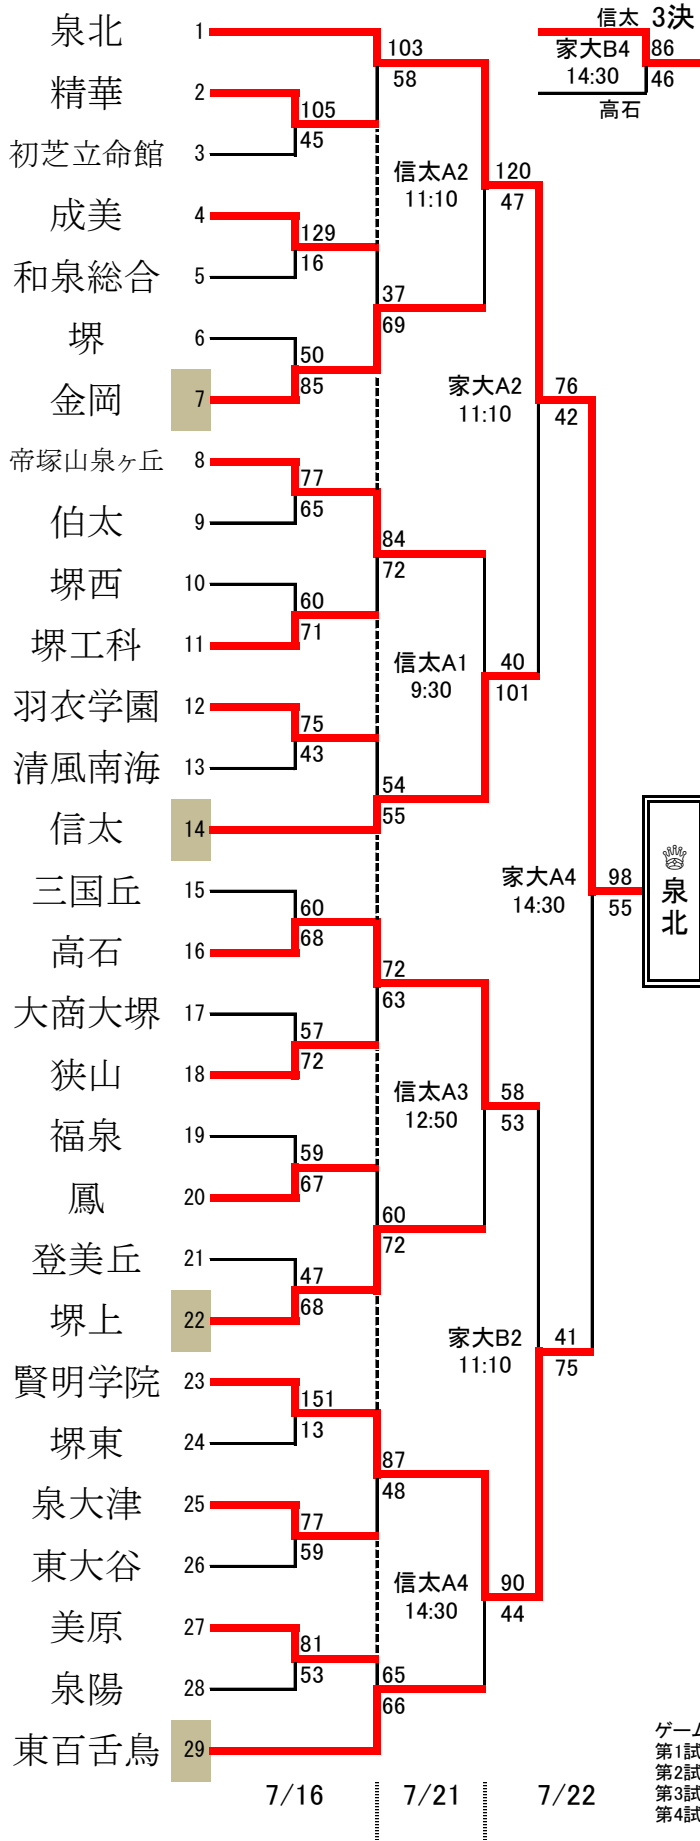 信太 3決
泉北 1
103
58
家大B4
14:30
86
46
高石
精華 2
105
45
初芝立命館 3
信太A2
11:10
120
47
成美 4
129
16
和泉総合 5
37
69
堺 6
50
85
金岡 7
家大A2
11:10
76
42
帝塚山泉ヶ丘 8
77
65
伯太 9
84
72
堺西 10
60
71
堺工科 11
信太A1
9:30
40
101
羽衣学園 12
75
43
清風南海 13
54
55
信太 14
家大A4
14:30
98
55
泉北
三国丘 15
60
68
高石 16
72
63
大商大堺 17
57
72
狭山 18
信太A3
12:50
58
53
福泉 19
59
67
鳳 20
60
72
登美丘 21
47
68
堺上 22
家大B2
11:10
41
75
賢明学院 23
151
13
堺東 24
87
48
泉大津 25
77
59
東大谷 26
信太A4
14:30
90
44
美原 27
81
53
泉陽 28
65
66
東百舌鳥 29
7/16 7/21 7/22
ゲーム
第1試
第2試
第3試
第4試